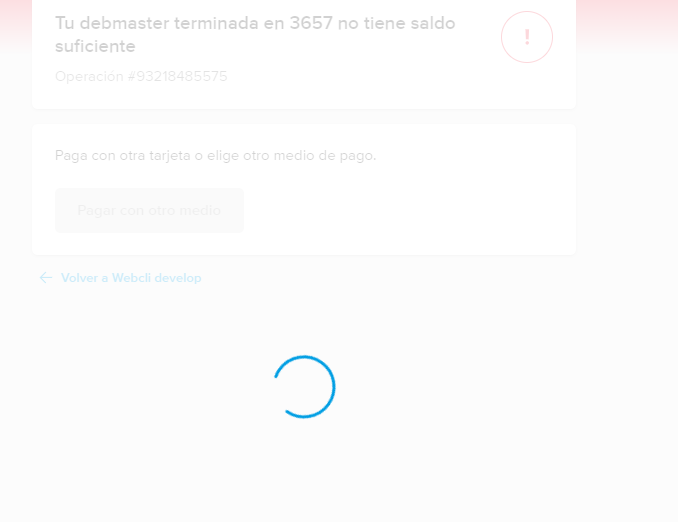 Tu debmaster terminada en 3657 no tiene saldo
suficiente
!
Operación #93218485575
Paga con otra tarjeta o elige otro medio de pago.
Pagar con otro medio
← Volver a Webcli develop